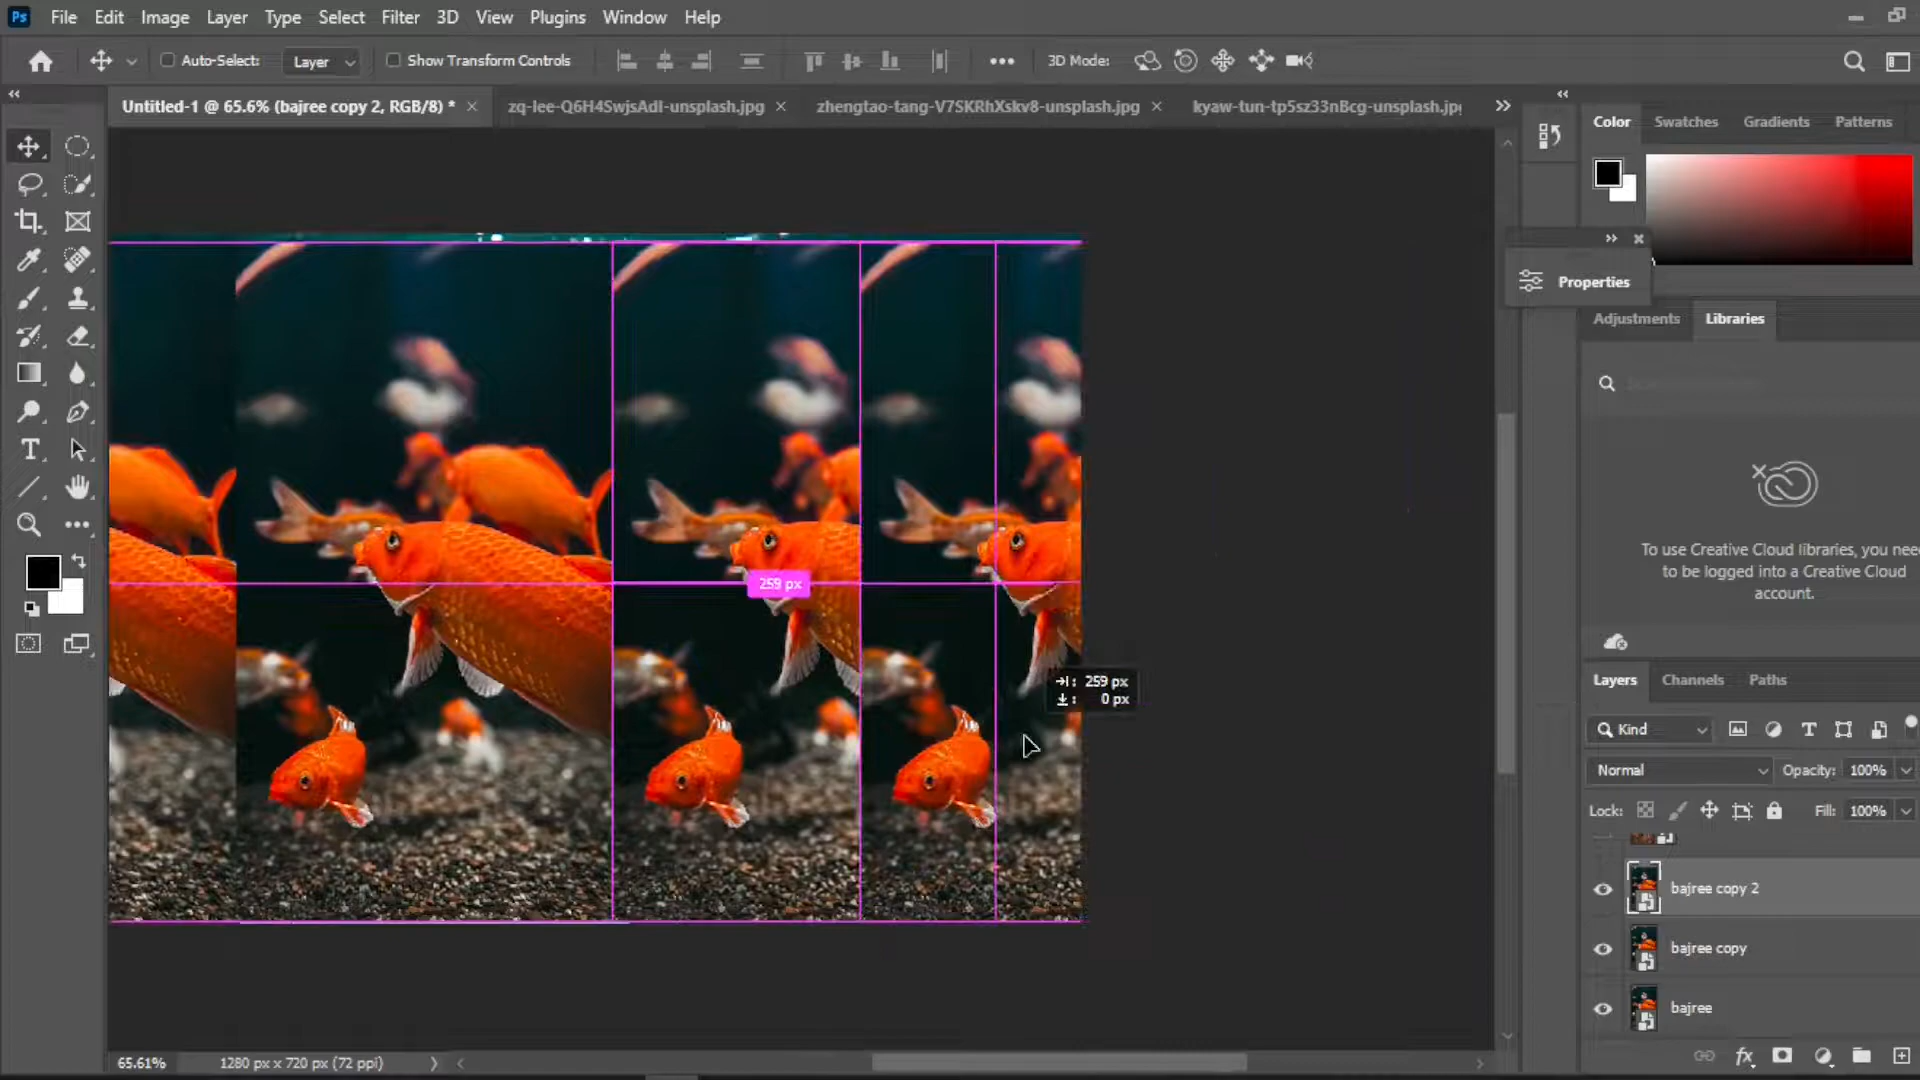 Ps File Edit Image Layer Type Select Filter 3D View Plugins Window Help
Auto-Select: Layer Show Transform Controls 3D Mode:
Untitled-1 @ 65.6% (bajree copy 2, RGB/8) * zq-lee-Q6H4SwjsAdI-unsplash.jpg zhengtao-tang-V7SKRhXskv8-unsplash.jpg kyaw-tun-tp5sz33nBcg-unsplash.jpg
Color Swatches Gradients Patterns
Properties
Adjustments Libraries
To use Creative Cloud libraries, you need
to be logged into a Creative Cloud
account.
259 px
259 px
0 px
Layers Channels Paths
Kind
Normal Opacity: 100%
Lock: Fill: 100%
bajree copy 2
bajree copy
bajree
65.61% 1280 px x 720 px (72 ppi)